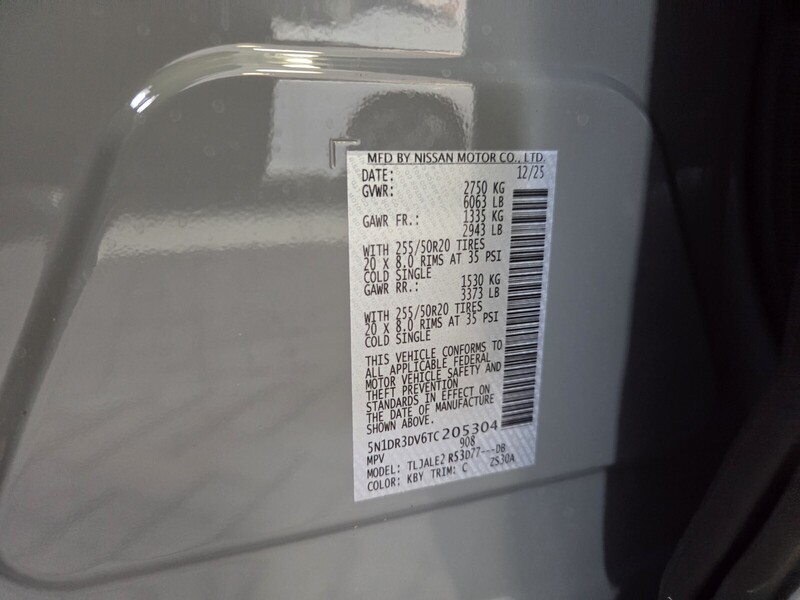 MFD BY NISSAN MOTOR CO., LTD.
DATE: 12/25
GVWR: 2750 KG
6063 LB
GAWR FR.: 1335 KG
2943 LB
WITH 255/50R20 TIRES
20 X 8.0 RIMS AT 35 PSI
COLD SINGLE
GAWR RR.: 1530 KG
3373 LB
WITH 255/50R20 TIRES
20 X 8.0 RIMS AT 35 PSI
COLD SINGLE
THIS VEHICLE CONFORMS TO
ALL APPLICABLE FEDERAL
MOTOR VEHICLE SAFETY AND
THEFT PREVENTION
STANDARDS IN EFFECT ON
THE DATE OF MANUFACTURE
SHOWN ABOVE.
5N1DR3DV6TC205304
908
MPV
MODEL: TLJALE2 RS3D77---DB
COLOR: KBY TRIM: C ZS30A